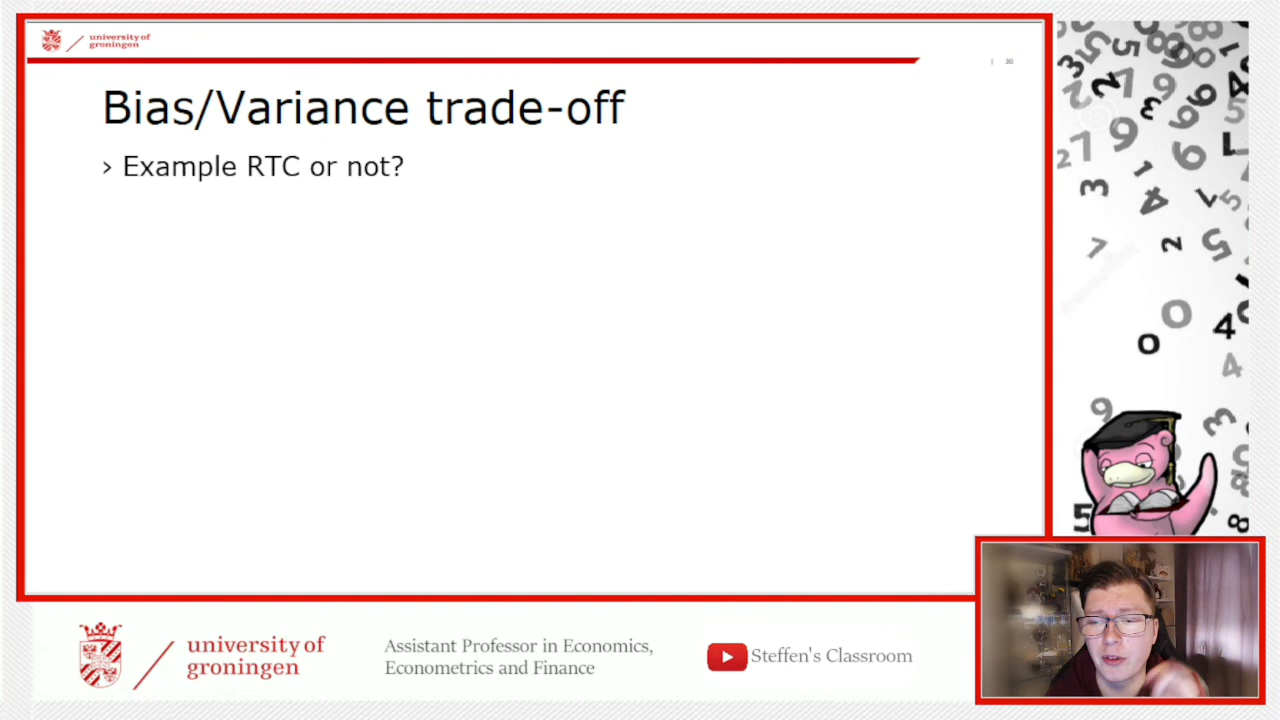 university of
groningen
| 30
Bias/Variance trade-off
› Example RTC or not?
university of
groningen
Assistant Professor in Economics,
Econometrics and Finance
Steffen's Classroom